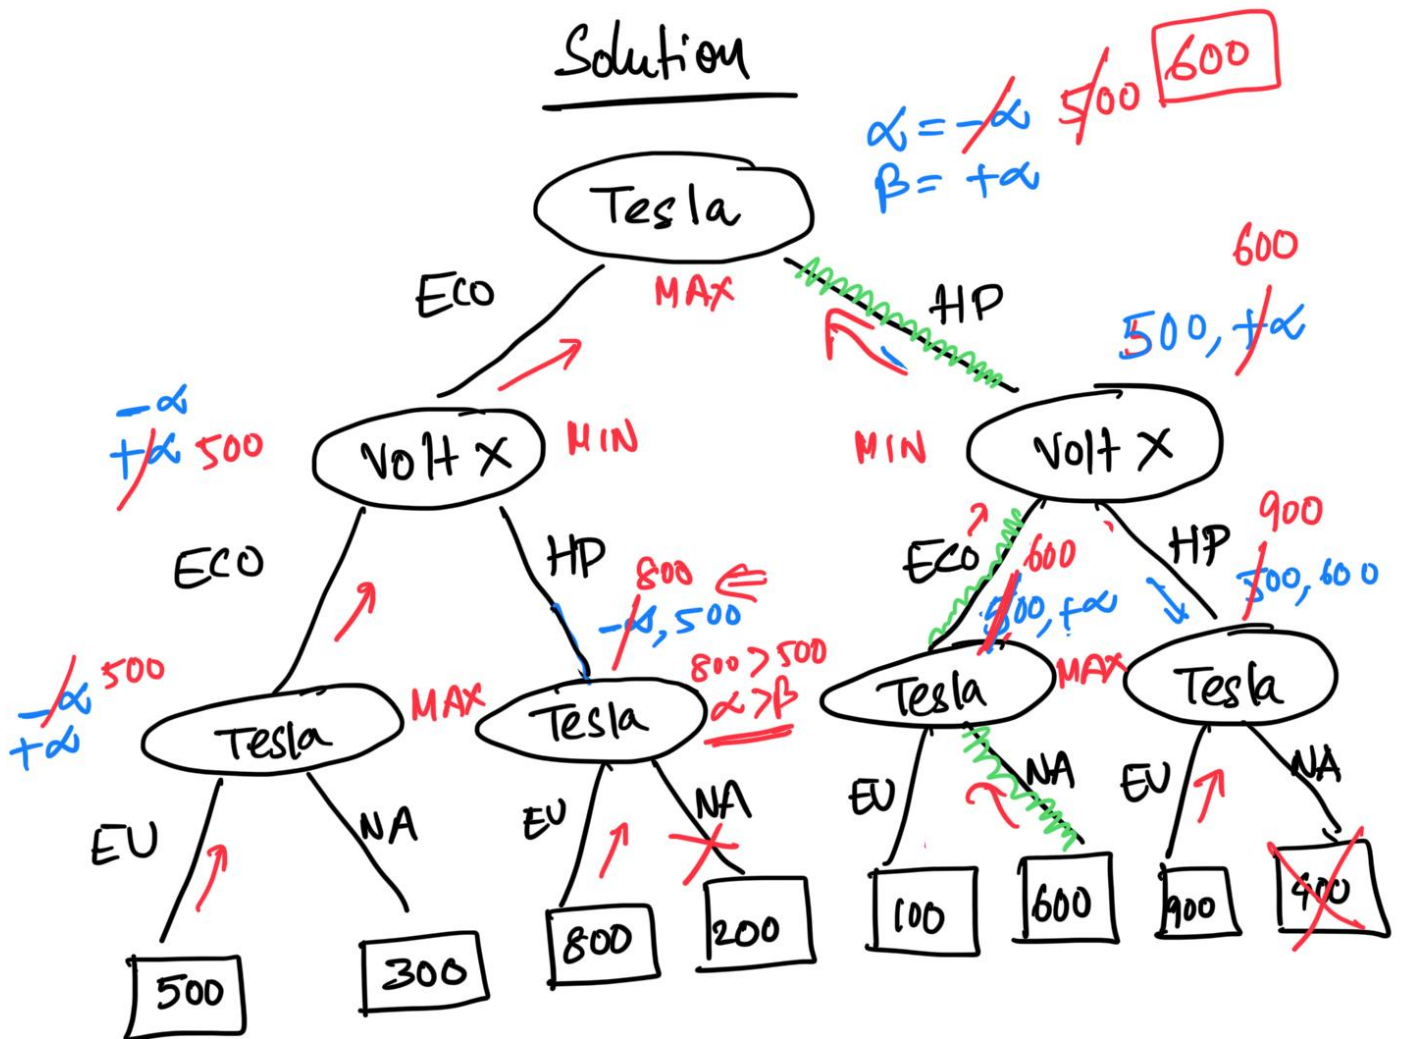 Solution
α = -α 500 600
β = +α
Tesla
MAX
ECO
HP
600
500, +α
-α
+α 500
Volt X
MIN
MIN
Volt X
ECO
HP
800
-α, 500
800 > 500
α > β
ECO
600
500, +α
HP
900
500, 600
-α 500
+α
Tesla
MAX
Tesla
Tesla
MAX
Tesla
EU
NA
EU
NA
EU
NA
EU
NA
500
300
800
200
100
600
900
400